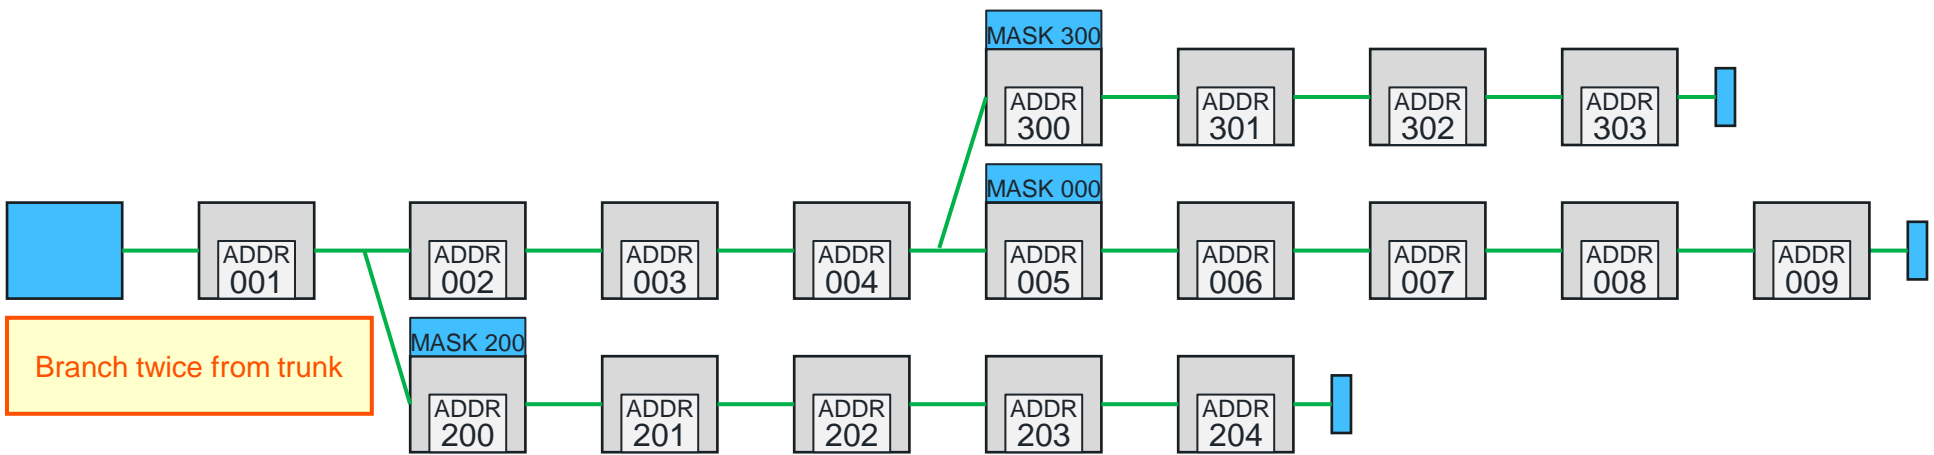 MASK 300
ADDR
300
ADDR
301
ADDR
302
ADDR
303
MASK 000
ADDR
001
ADDR
002
ADDR
003
ADDR
004
ADDR
005
ADDR
006
ADDR
007
ADDR
008
ADDR
009
Branch twice from trunk
MASK 200
ADDR
200
ADDR
201
ADDR
202
ADDR
203
ADDR
204